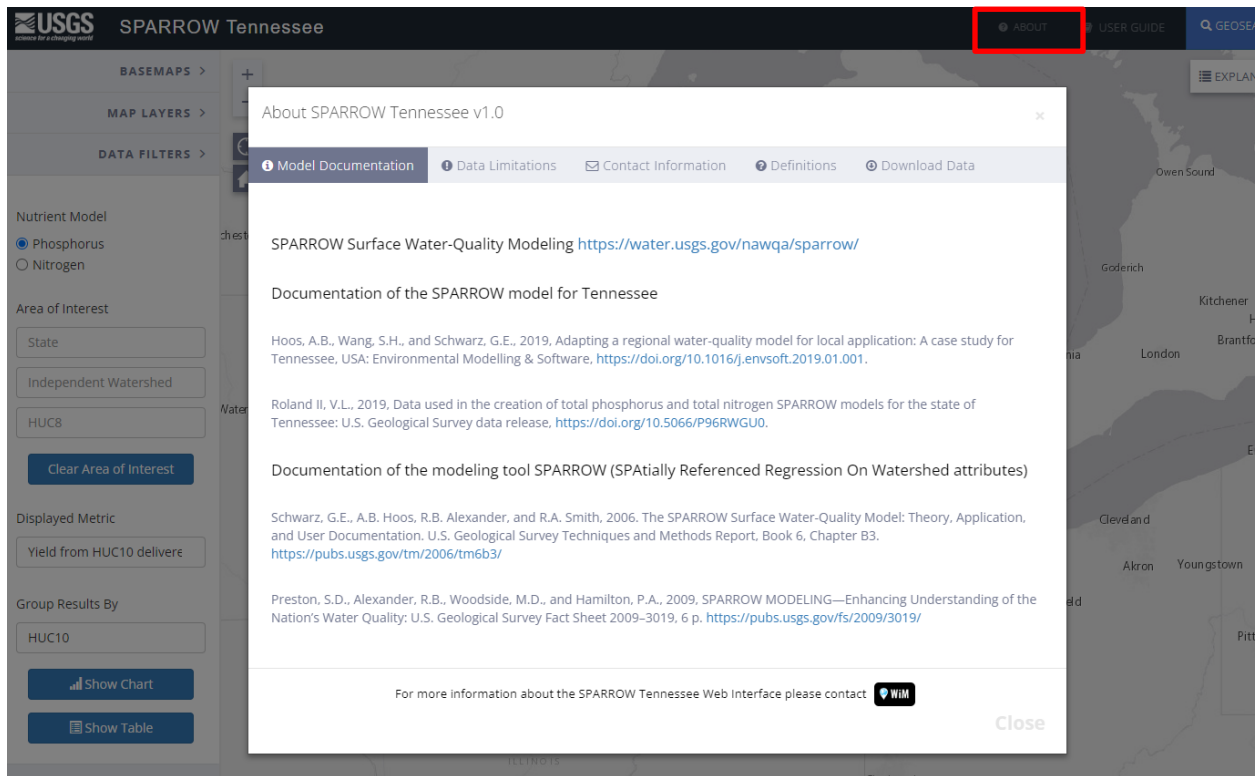 USGS
science for a changing world
SPARROW Tennessee
ABOUT
USER GUIDE
GEOSEA
BASEMAPS >
MAP LAYERS >
DATA FILTERS >
EXPLAN
Nutrient Model
Phosphorus
Nitrogen
Area of Interest
State
Independent Watershed
HUC8
Clear Area of Interest
Displayed Metric
Yield from HUC10 delivere
Group Results By
HUC10
Show Chart
Show Table
About SPARROW Tennessee v1.0
×
Model Documentation
Data Limitations
Contact Information
Definitions
Download Data
SPARROW Surface Water-Quality Modeling https://water.usgs.gov/nawqa/sparrow/
Documentation of the SPARROW model for Tennessee
Hoos, A.B., Wang, S.H., and Schwarz, G.E., 2019, Adapting a regional water-quality model for local application: A case study for
Tennessee, USA: Environmental Modelling & Software, https://doi.org/10.1016/j.envsoft.2019.01.001.
Roland II, V.L., 2019, Data used in the creation of total phosphorus and total nitrogen SPARROW models for the state of
Tennessee: U.S. Geological Survey data release, https://doi.org/10.5066/P96RWGU0.
Documentation of the modeling tool SPARROW (SPAtially Referenced Regression On Watershed attributes)
Schwarz, G.E., A.B. Hoos, R.B. Alexander, and R.A. Smith, 2006. The SPARROW Surface Water-Quality Model: Theory, Application,
and User Documentation. U.S. Geological Survey Techniques and Methods Report, Book 6, Chapter B3.
https://pubs.usgs.gov/tm/2006/tm6b3/
Preston, S.D., Alexander, R.B., Woodside, M.D., and Hamilton, P.A., 2009, SPARROW MODELING—Enhancing Understanding of the
Nation's Water Quality: U.S. Geological Survey Fact Sheet 2009–3019, 6 p. https://pubs.usgs.gov/fs/2009/3019/
For more information about the SPARROW Tennessee Web Interface please contact WiM
Close
chest
Water
Owen Sound
Goderich
Kitchener
H
Brantfo
nia
London
E
Cleveland
Akron
Youngstown
eld
Pitt
ILLINOIS